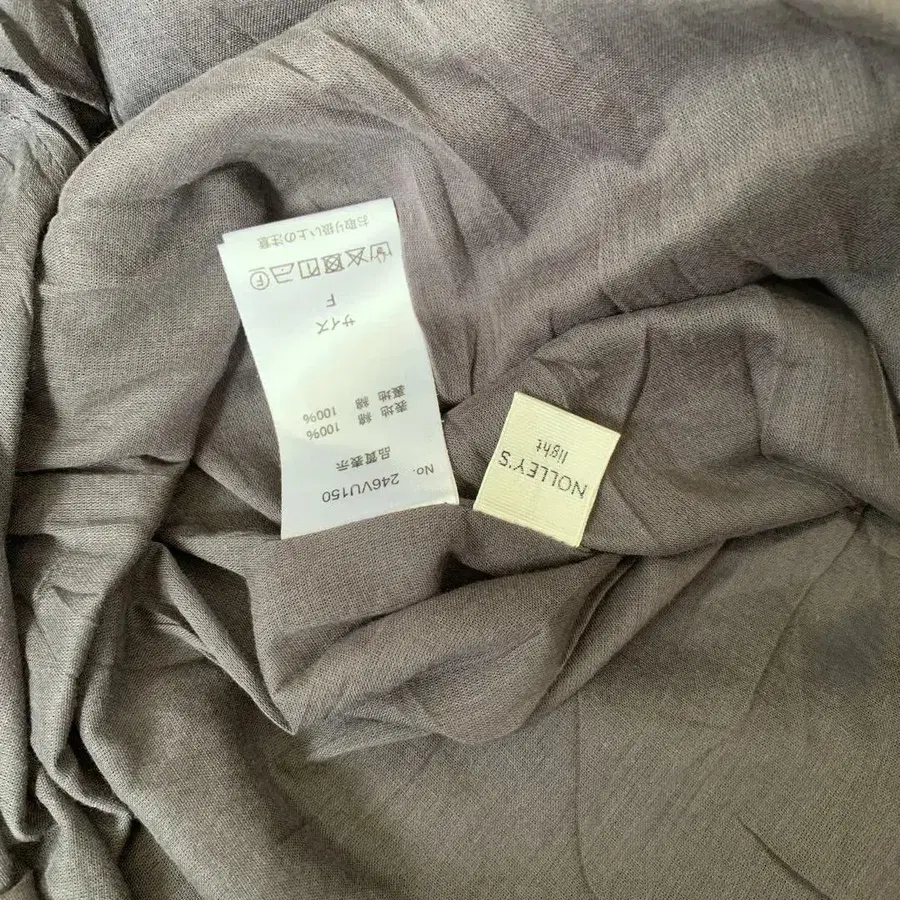 No. 246VU150
品質表示
表地 綿 100%
裏地 綿 100%
サイズ
F
F
お取り扱い上の注意
NOLLEY'S
light